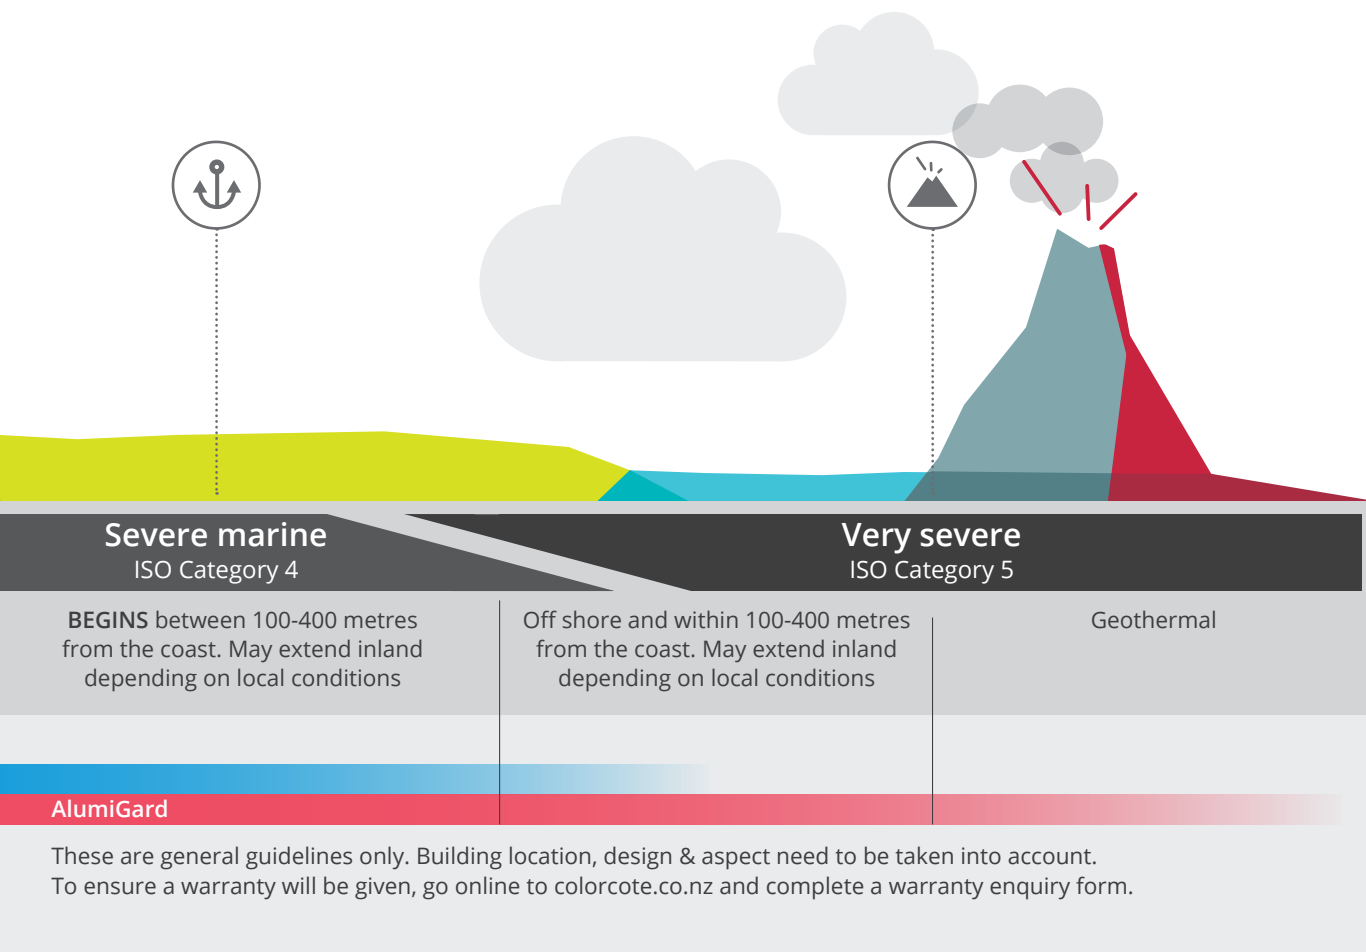 Severe marine
ISO Category 4
Very severe
ISO Category 5
BEGINS between 100-400 metres
from the coast. May extend inland
depending on local conditions
Off shore and within 100-400 metres
from the coast. May extend inland
depending on local conditions
Geothermal
AlumiGard
These are general guidelines only. Building location, design & aspect need to be taken into account.
To ensure a warranty will be given, go online to colorcote.co.nz and complete a warranty enquiry form.